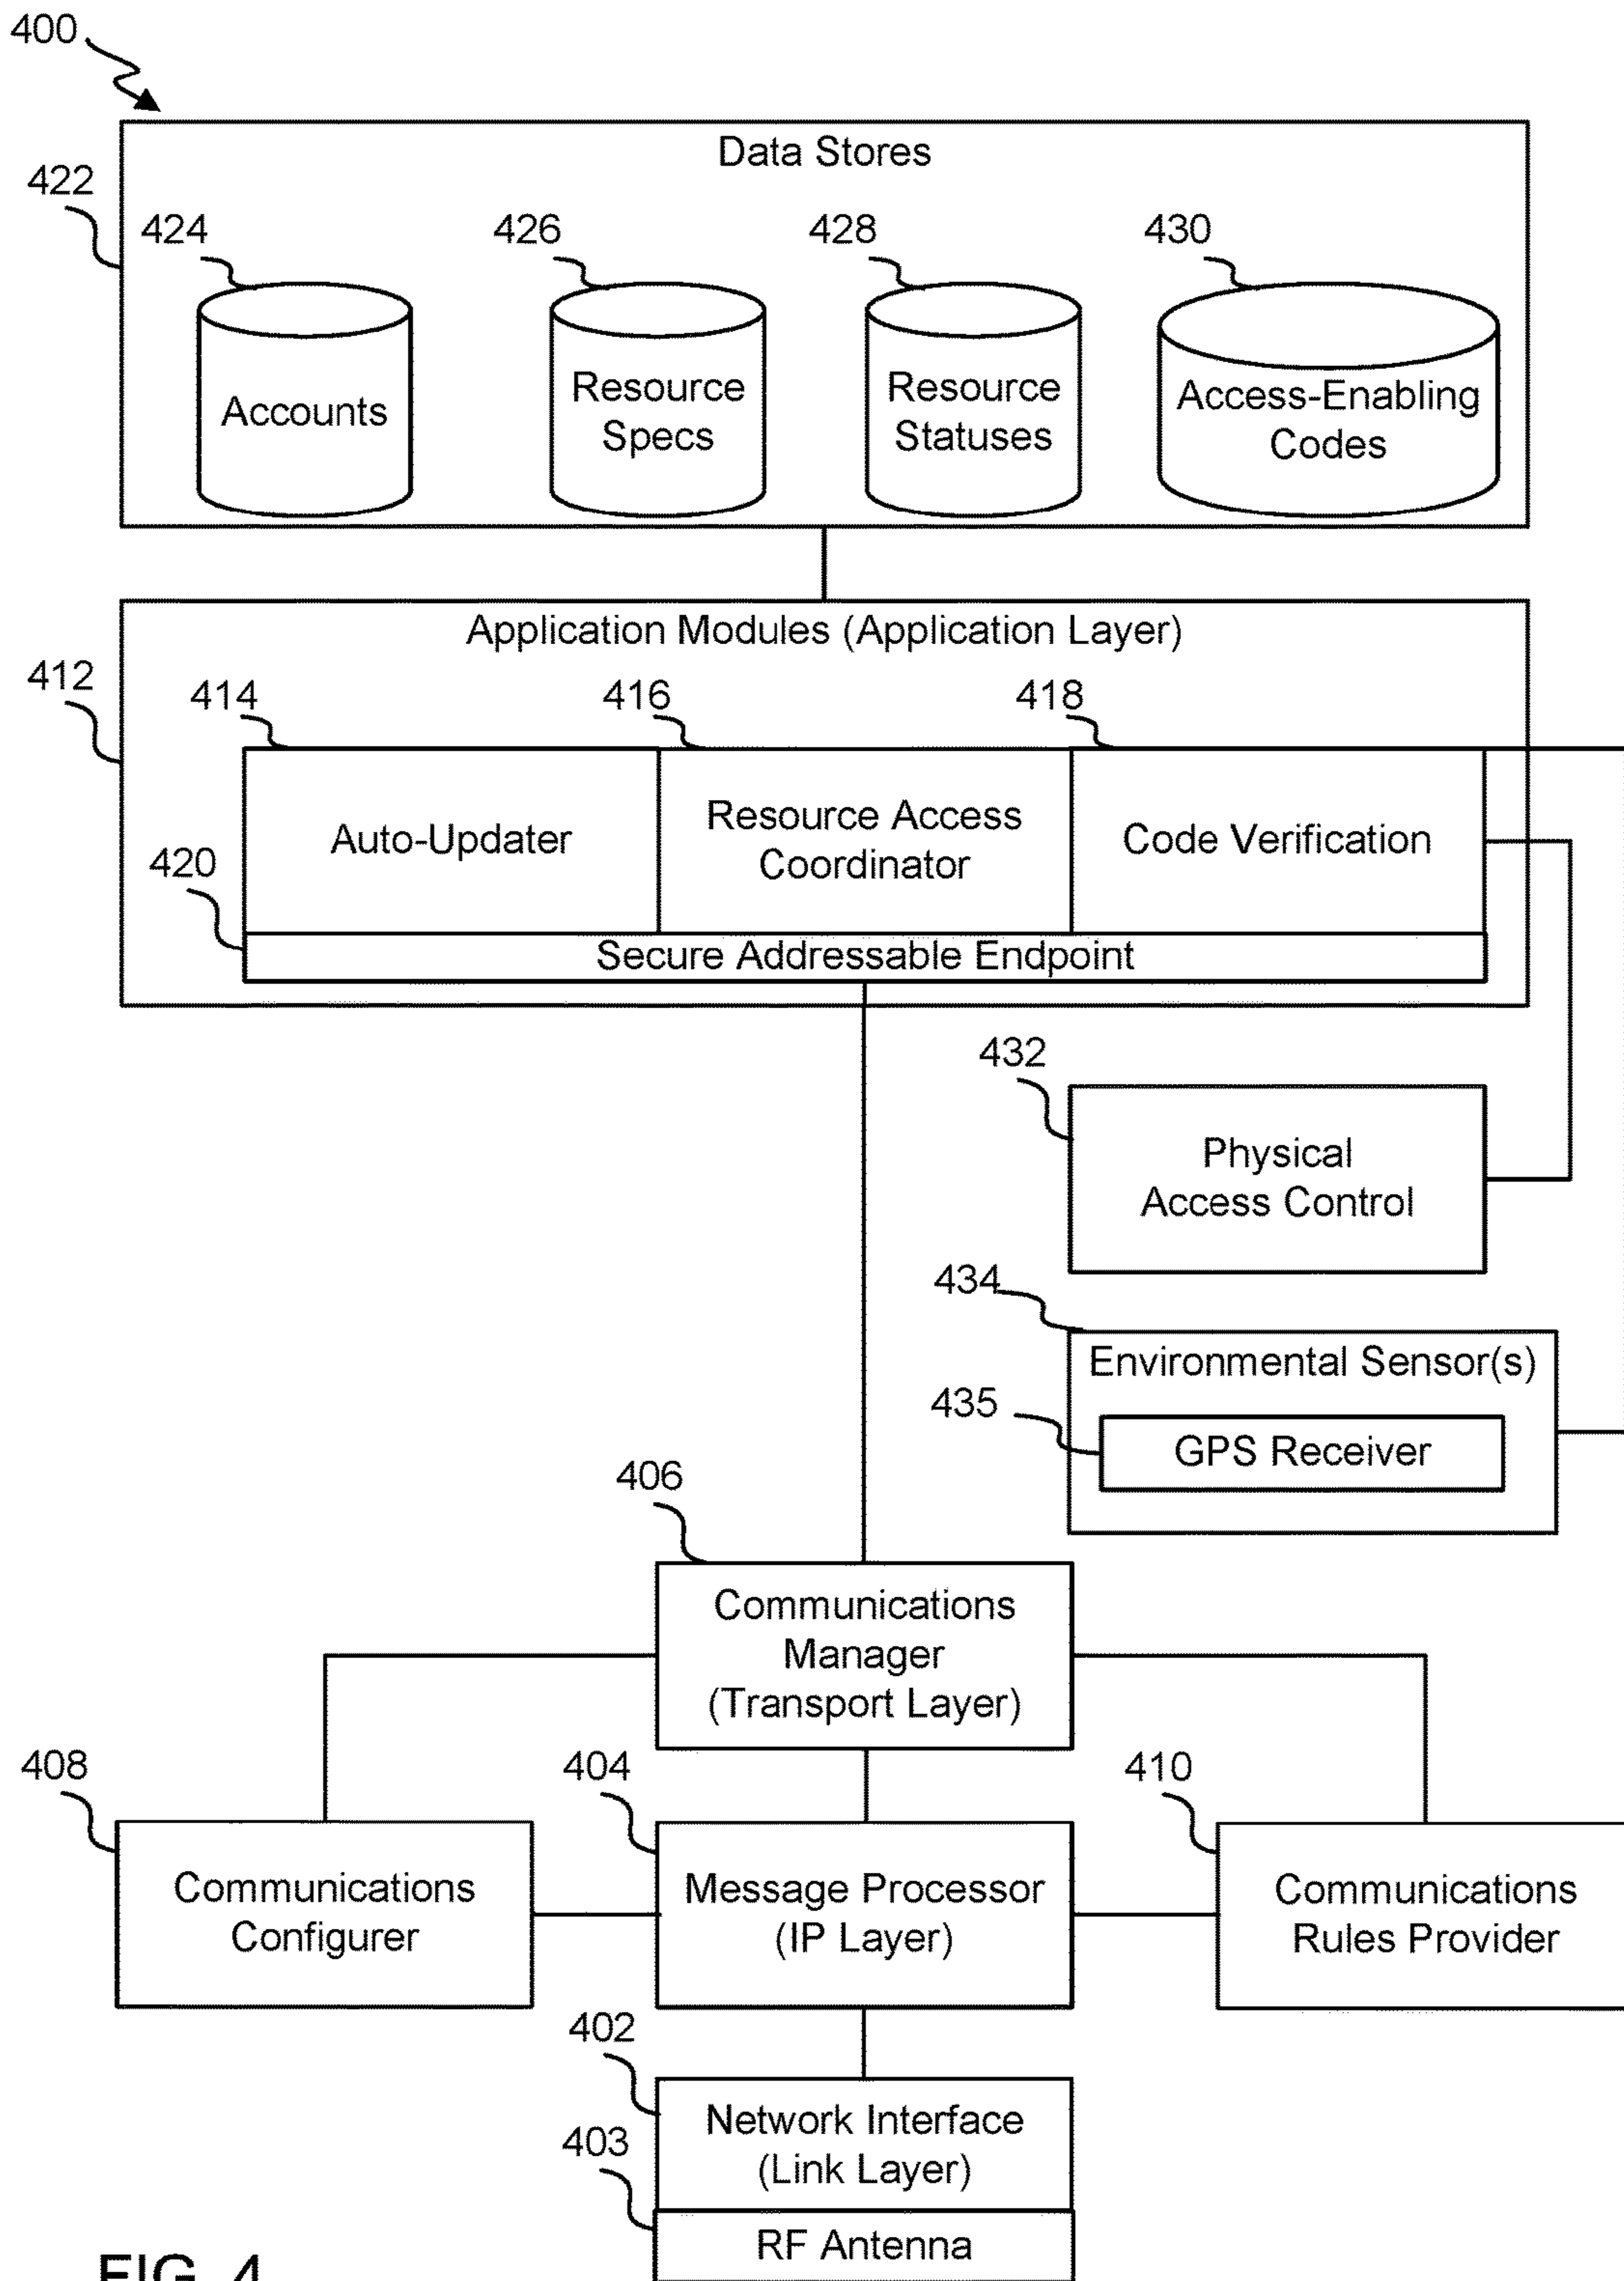 400
Data Stores
422
424
426
428
430
Accounts
Resource
Specs
Resource
Statuses
Access-Enabling
Codes
Application Modules (Application Layer)
412
414
416
418
Auto-Updater
Resource Access
Coordinator
Code Verification
420
Secure Addressable Endpoint
432
Physical
Access Control
434
Environmental Sensor(s)
435
GPS Receiver
406
Communications
Manager
(Transport Layer)
408
404
410
Communications
Configurer
Message Processor
(IP Layer)
Communications
Rules Provider
402
Network Interface
(Link Layer)
403
RF Antenna
FIG. 4